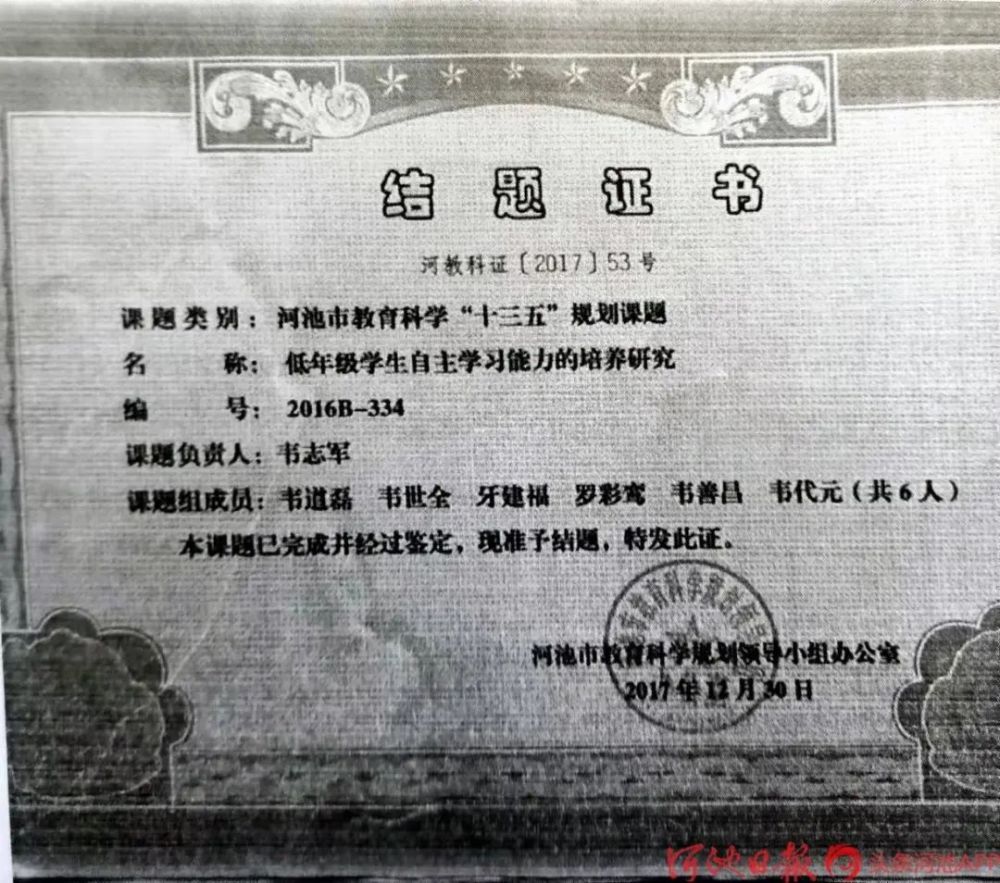 结题证书
河教科证〔2017〕53号
课题类别：河池市教育科学“十三五”规划课题
名称：低年级学生自主学习能力的培养研究
编号：2016B-334
课题负责人：韦志军
课题组成员：韦道磊 韦世全 牙建福 罗彩鸾 韦善昌 韦代元（共6人）
本课题已完成并经过鉴定，现准予结题，特发此证。
河池市教育科学规划领导小组办公室
2017年12月30日
河池日报 头条河池APP